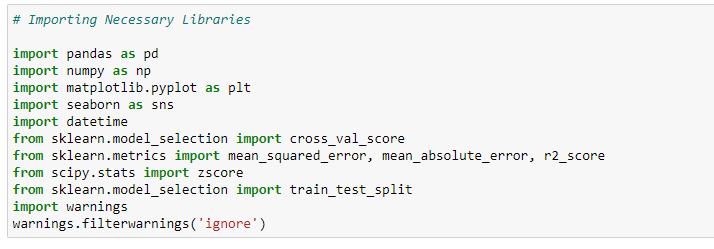 # Importing Necessary Libraries
import pandas as pd
import numpy as np
import matplotlib.pyplot as plt
import seaborn as sns
import datetime
from sklearn.model_selection import cross_val_score
from sklearn.metrics import mean_squared_error, mean_absolute_error, r2_score
from scipy.stats import zscore
from sklearn.model_selection import train_test_split
import warnings
warnings.filterwarnings('ignore')